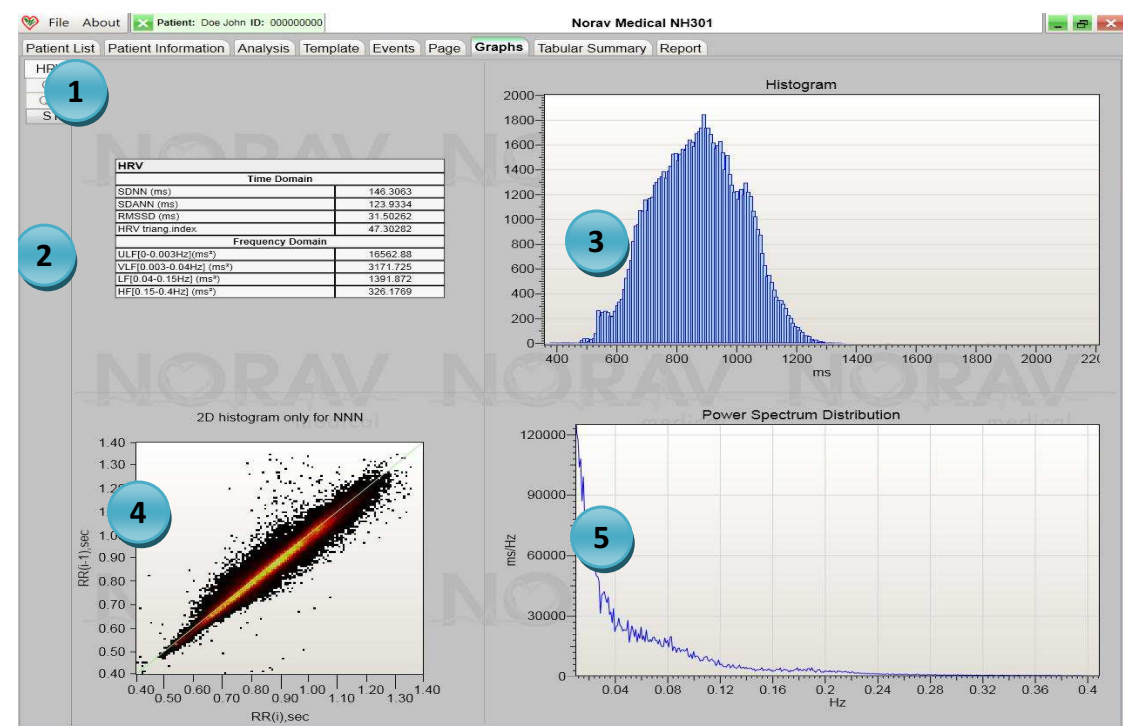 File About Patient: Doe John ID: 000000000 Norav Medical NH301
Patient List Patient Information Analysis Template Events Page Graphs Tabular Summary Report
1
2
HRV
Time Domain
SDNN (ms) 146.3063
SDANN (ms) 123.9334
RMSSD (ms) 31.50262
HRV triang.index 47.30282
Frequency Domain
ULF[0-0.003Hz](ms²) 16562.88
VLF[0.003-0.04Hz] (ms²) 3171.725
LF[0.04-0.15Hz] (ms²) 1391.872
HF[0.15-0.4Hz] (ms²) 326.1769
Histogram
2000
1800
1600
1400
1200
1000
800
600
400
200
0
3
400 600 800 1000 1200 1400 1600 1800 2000
ms
NORAV NORAV NORAV
medical medical
2D histogram only for NNN
1.40
1.30
0.90
0.80
0.70
0.60
0.50
0.40
4
RR(i-1),sec
0.40 0.50 0.60 0.70 0.80 0.90 1.00 1.10 1.20 1.30 1.40
RR(i),sec
Power Spectrum Distribution
120000
90000
60000
30000
0
5
ms/Hz
0.04 0.08 0.12 0.16 0.2 0.24 0.28 0.32 0.36 0.4
Hz